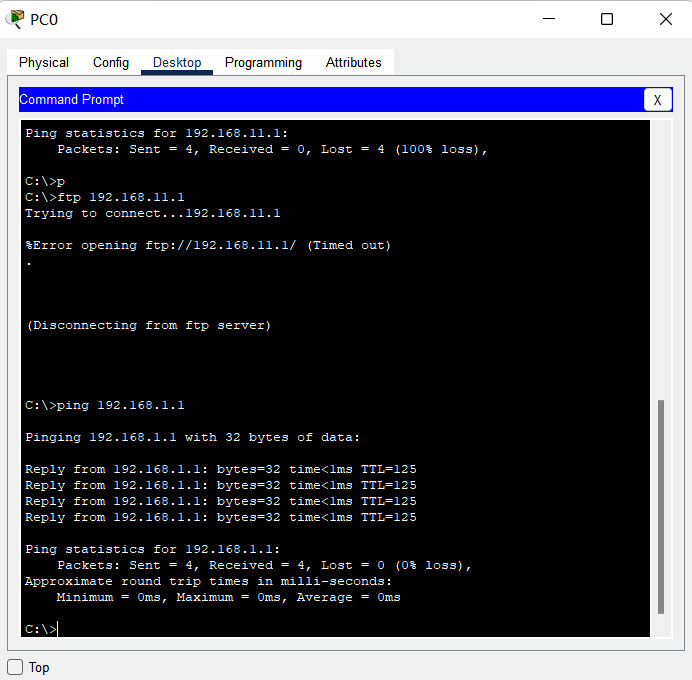 PC0
Physical Config Desktop Programming Attributes
Command Prompt
X
Ping statistics for 192.168.11.1:
    Packets: Sent = 4, Received = 0, Lost = 4 (100% loss),
C:\>p
C:\>ftp 192.168.11.1
Trying to connect...192.168.11.1
%Error opening ftp://192.168.11.1/ (Timed out)
.
(Disconnecting from ftp server)
C:\>ping 192.168.1.1
Pinging 192.168.1.1 with 32 bytes of data:
Reply from 192.168.1.1: bytes=32 time<1ms TTL=125
Reply from 192.168.1.1: bytes=32 time<1ms TTL=125
Reply from 192.168.1.1: bytes=32 time<1ms TTL=125
Reply from 192.168.1.1: bytes=32 time<1ms TTL=125
Ping statistics for 192.168.1.1:
    Packets: Sent = 4, Received = 4, Lost = 0 (0% loss),
Approximate round trip times in milli-seconds:
    Minimum = 0ms, Maximum = 0ms, Average = 0ms
C:\>
Top